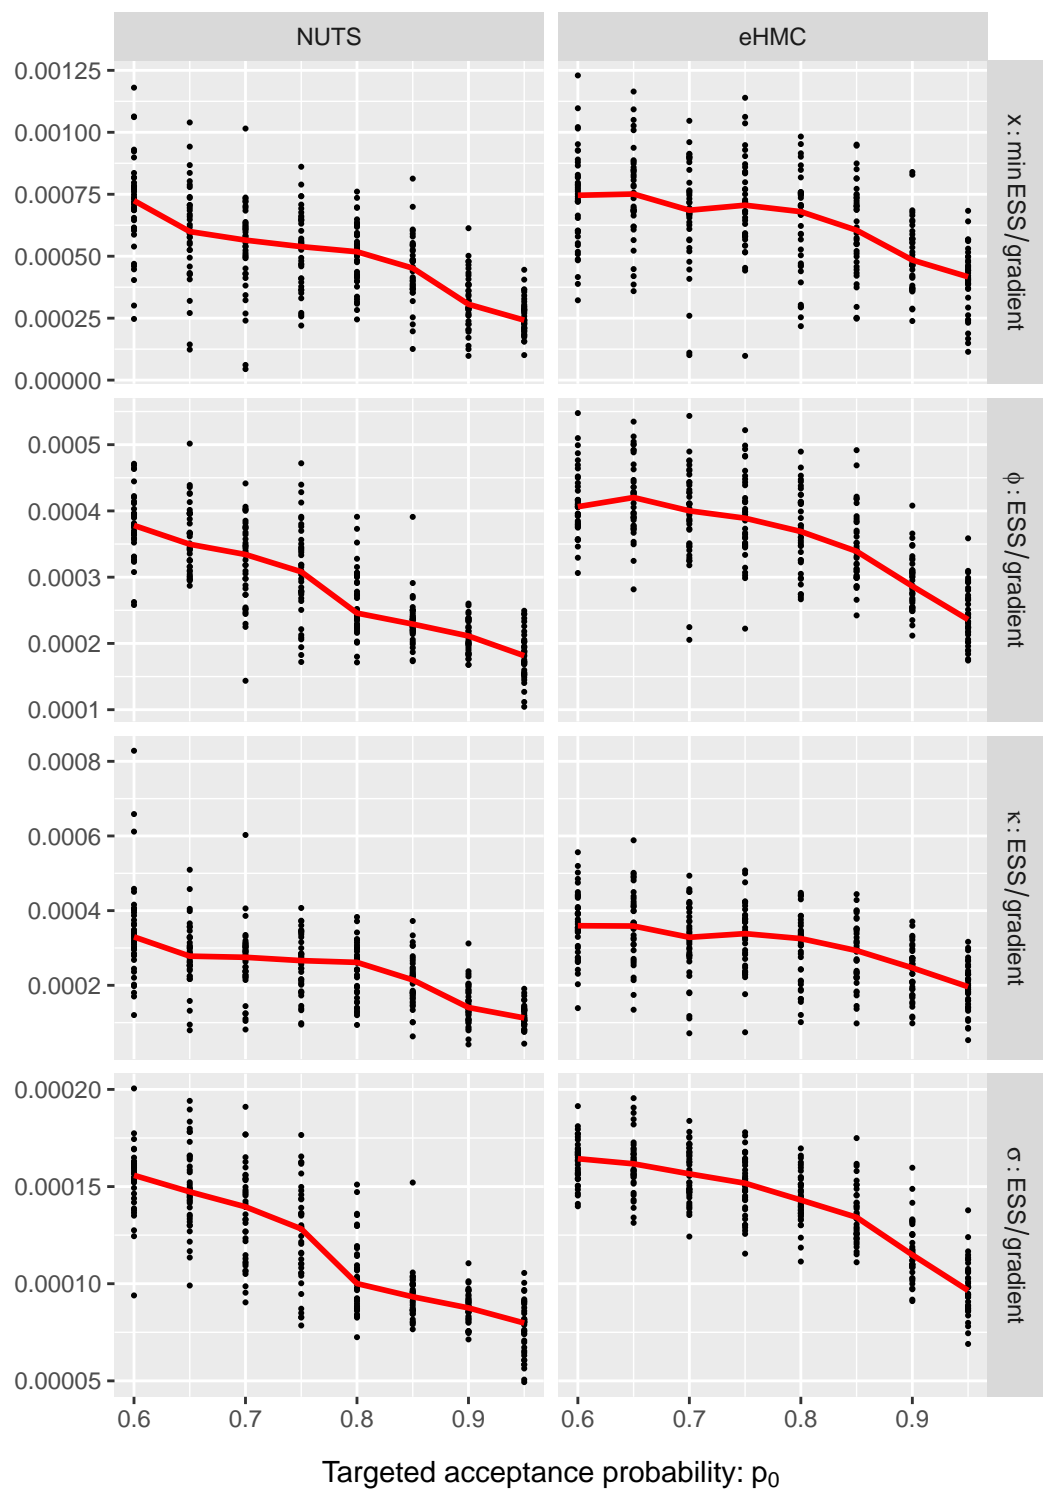 NUTS eHMC
0.00125
0.00100
0.00075
0.00050
0.00025
0.00000
x : min ESS/gradient
0.0005
0.0004
0.0003
0.0002
0.0001
ϕ : ESS/gradient
0.0008
0.0006
0.0004
0.0002
κ : ESS/gradient
0.00020
0.00015
0.00010
0.00005
σ : ESS/gradient
0.6 0.7 0.8 0.9 0.6 0.7 0.8 0.9
Targeted acceptance probability: p₀